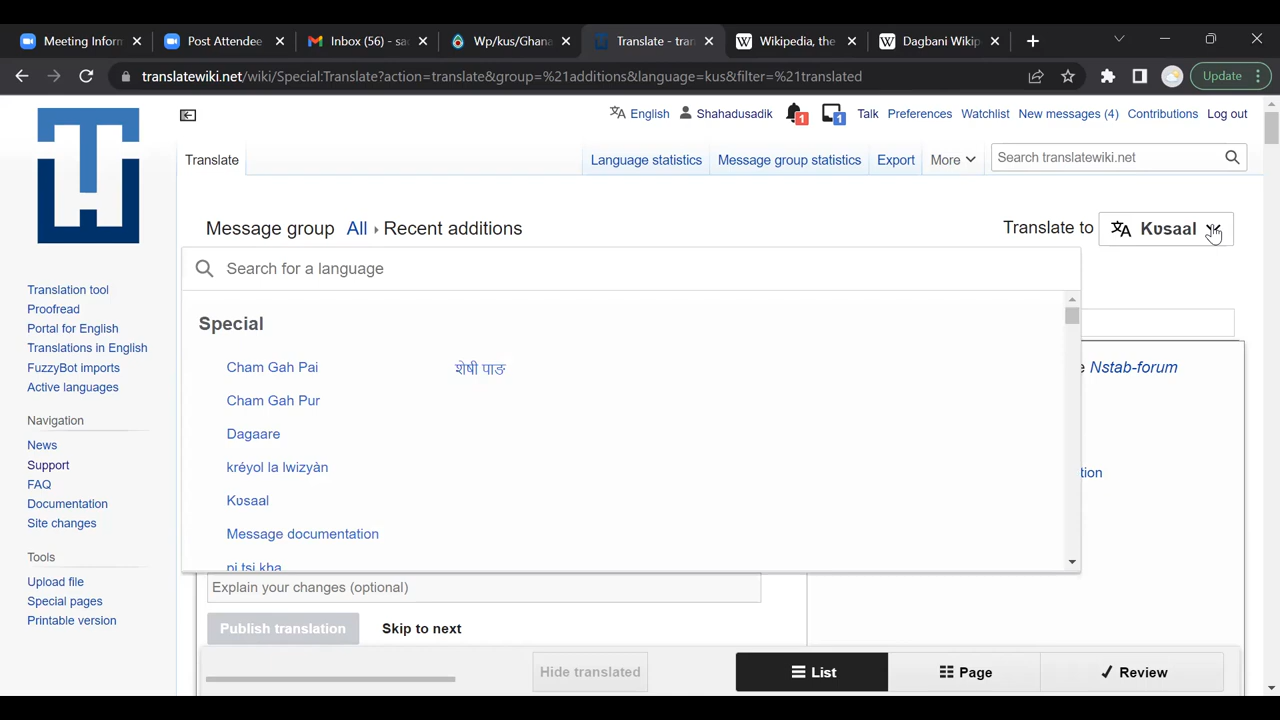 Meeting Inform
Post Attendee
Inbox (56) - sac
Wp/kus/Ghana
Translate - tran
Wikipedia, the
Dagbani Wikip
translatewiki.net/wiki/Special:Translate?action=translate&group=%21additions&language=kus&filter=%21translated
Update
English
Shahadusadik
1
1
Talk
Preferences
Watchlist
New messages (4)
Contributions
Log out
Translate
Language statistics
Message group statistics
Export
More
Search translatewiki.net
Message group All Recent additions
Translate to Kʋsaal
Search for a language
Special
Cham Gah Pai
शेषी पाङ
Cham Gah Pur
Dagaare
kréyol la lwizyàn
Kʋsaal
Message documentation
pi tsi kha
Nstab-forum
tion
Translation tool
Proofread
Portal for English
Translations in English
FuzzyBot imports
Active languages
Navigation
News
Support
FAQ
Documentation
Site changes
Tools
Upload file
Special pages
Printable version
Explain your changes (optional)
Publish translation
Skip to next
Hide translated
List
Page
Review